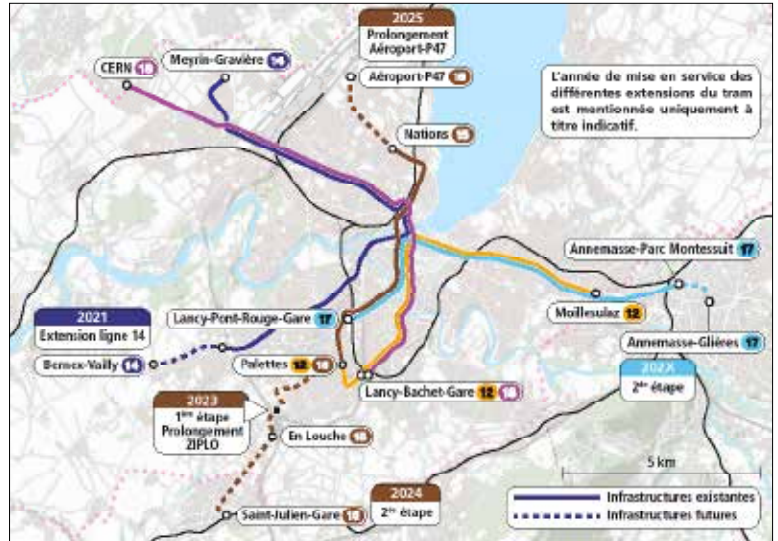 2025
Prolongement
Aéroport-P47
Meyrin-Gravière 14
CERN 18
Aéroport-P47 15
L'année de mise en service des
différentes extensions du tram
est mentionnée uniquement à
titre indicatif.
Nations 15
Annemasse-Parc Montessuit 17
2021
Extension ligne 14
Lancy-Pont-Rouge-Gare 17
Moillesulaz 12
Annemasse-Glières 17
Bernex-Vailly 14
Palettes 12 15
202X
2de étape
Lancy-Bachet-Gare 12 18
2023
1ère étape
Prolongement
ZIPLO
En Louche 15
5 km
2024
2de étape
Infrastructures existantes
Infrastructures futures
Saint-Julien-Gare 15